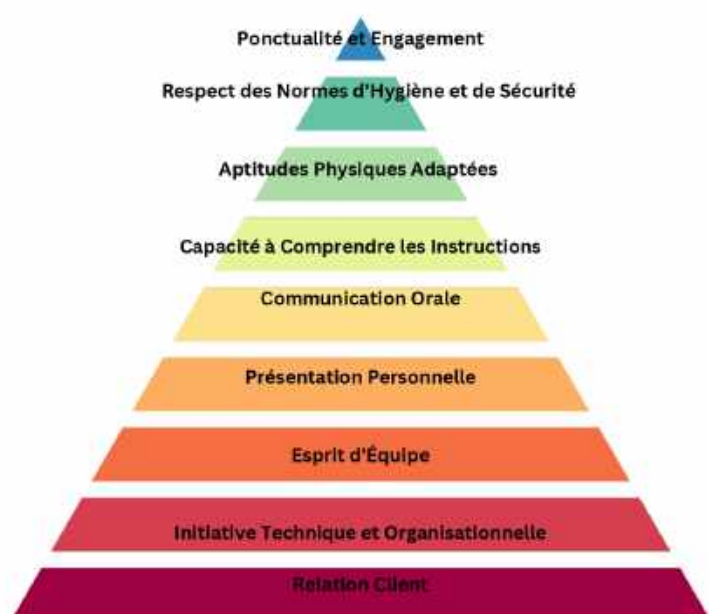 Ponctualité et Engagement
Respect des Normes d'Hygiène et de Sécurité
Aptitudes Physiques Adaptées
Capacité à Comprendre les Instructions
Communication Orale
Présentation Personnelle
Esprit d'Équipe
Initiative Technique et Organisationnelle
Relation Client